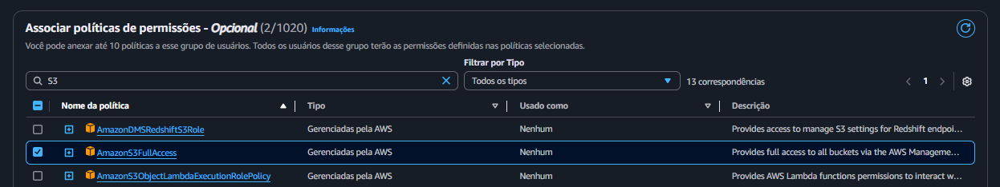 Associar políticas de permissões - Opcional (2/1020) Informações
Você pode anexar até 10 políticas a esse grupo de usuários. Todos os usuários desse grupo terão as permissões definidas nas políticas selecionadas.
Filtrar por Tipo
S3 Todos os tipos 13 correspondências 1
Nome da política Tipo Usado como Descrição
AmazonDMSRedshiftS3Role Gerenciadas pela AWS Nenhum Provides access to manage S3 settings for Redshift endpoi...
AmazonS3FullAccess Gerenciadas pela AWS Nenhum Provides full access to all buckets via the AWS Manageme...
AmazonS3ObjectLambdaExecutionRolePolicy Gerenciadas pela AWS Nenhum Provides AWS Lambda functions permissions to interact w...